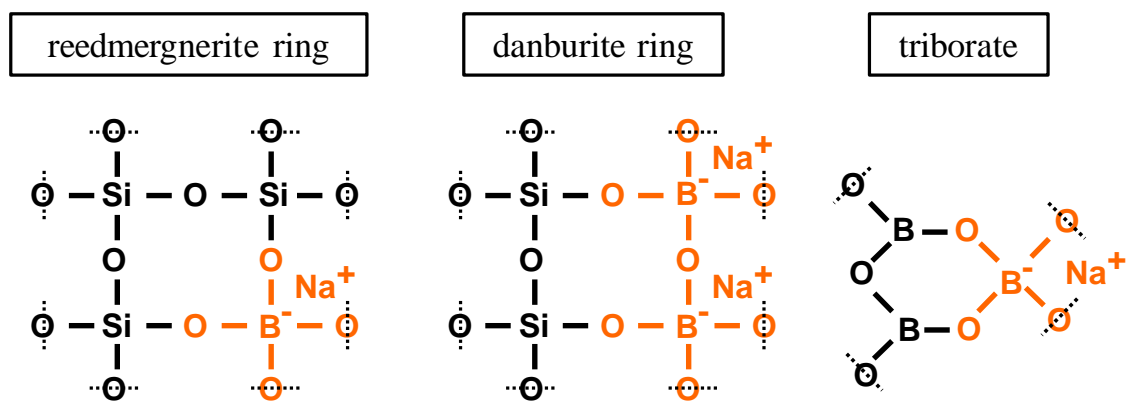 reedmergnerite ring
O O
O Si O Si O
O O
Na+
O Si O B- O
O O
danburite ring
O O
Na+
O Si O B- O
O O
Na+
O Si O B- O
O O
triborate
O
B O O
O B- Na+
B O O
O